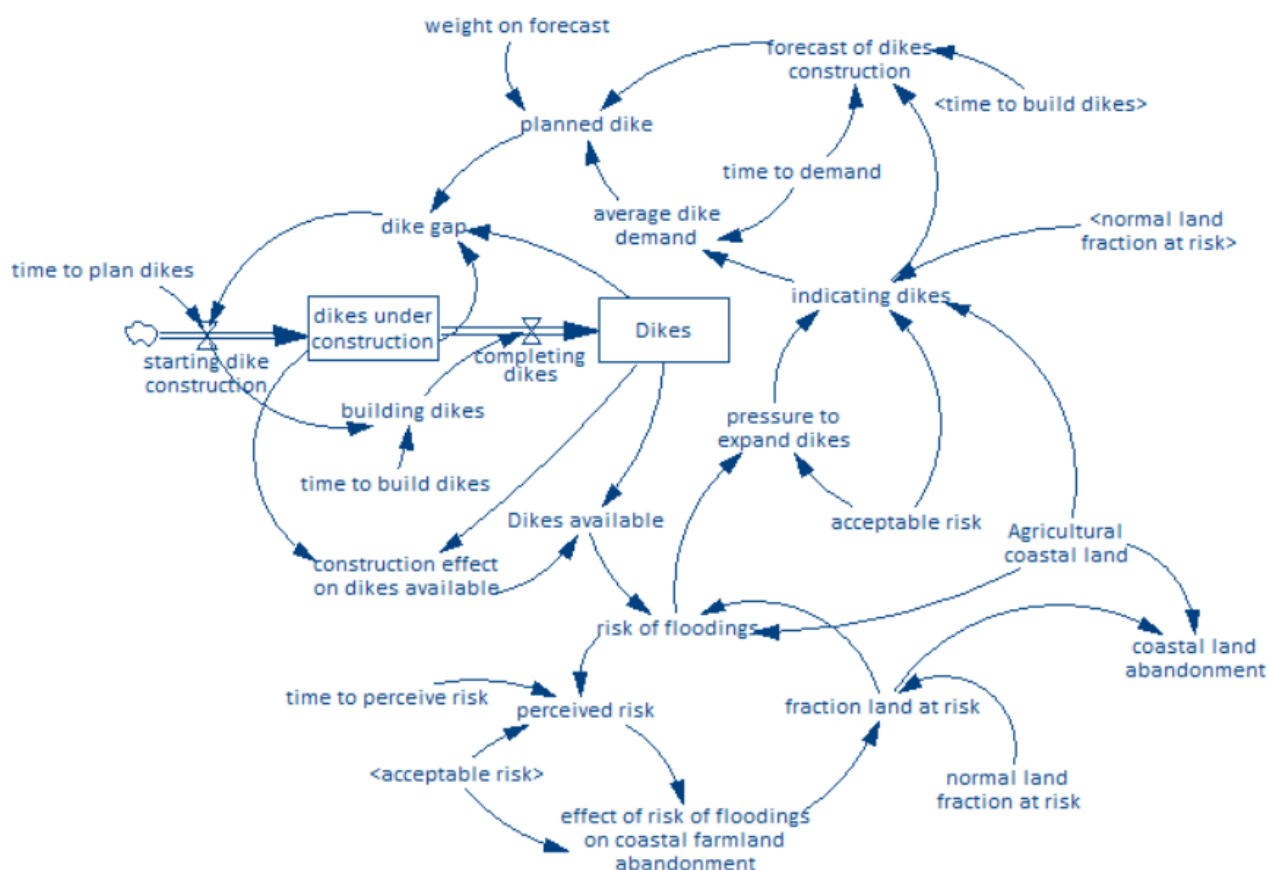 weight on forecast
forecast of dikes
construction
<time to build dikes>
planned dike
time to demand
average dike
demand
dike gap
<normal land
fraction at risk>
time to plan dikes
indicating dikes
dikes under
construction
Dikes
starting dike
construction
completing
dikes
building dikes
pressure to
expand dikes
time to build dikes
Dikes available
acceptable risk
Agricultural
coastal land
construction effect
on dikes available
risk of floodings
coastal land
abandonment
time to perceive risk
perceived risk
fraction land at risk
<acceptable risk>
normal land
fraction at risk
effect of risk of floodings
on coastal farmland
abandonment